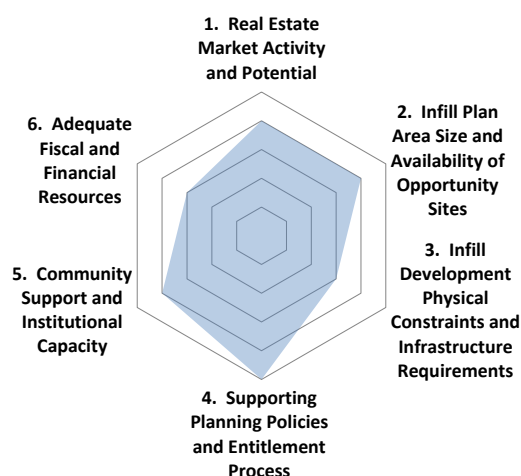 1. Real Estate
Market Activity
and Potential
2. Infill Plan
Area Size and
Availability of
Opportunity
Sites
3. Infill
Development
Physical
Constraints and
Infrastructure
Requirements
4. Supporting
Planning Policies
and Entitlement
Process
5. Community
Support and
Institutional
Capacity
6. Adequate
Fiscal and
Financial
Resources